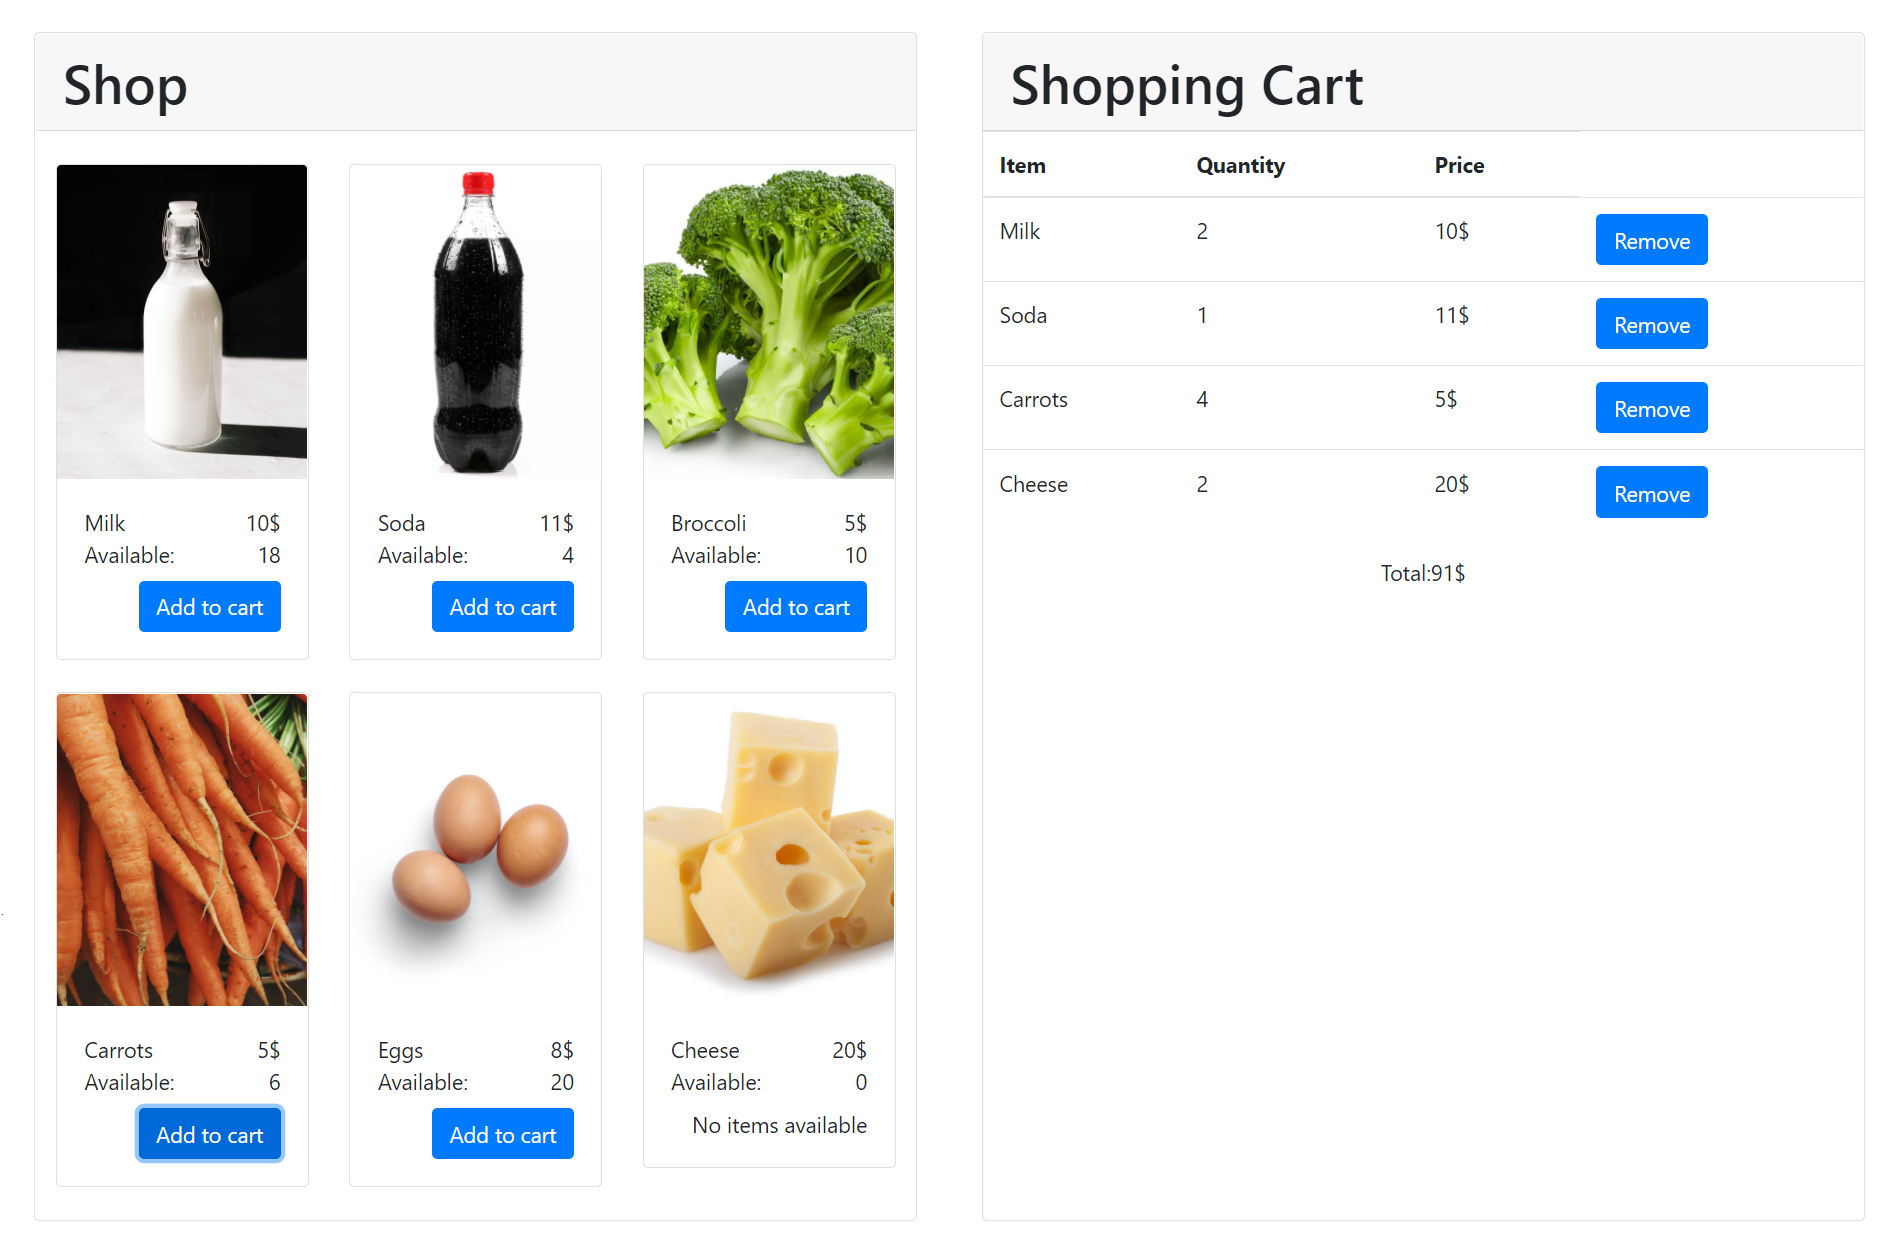 Shop
Milk 10$
Available: 18
Add to cart
Soda 11$
Available: 4
Add to cart
Broccoli 5$
Available: 10
Add to cart
Carrots 5$
Available: 6
Add to cart
Eggs 8$
Available: 20
Add to cart
Cheese 20$
Available: 0
No items available
Shopping Cart
Item Quantity Price
Milk 2 10$ Remove
Soda 1 11$ Remove
Carrots 4 5$ Remove
Cheese 2 20$ Remove
Total:91$